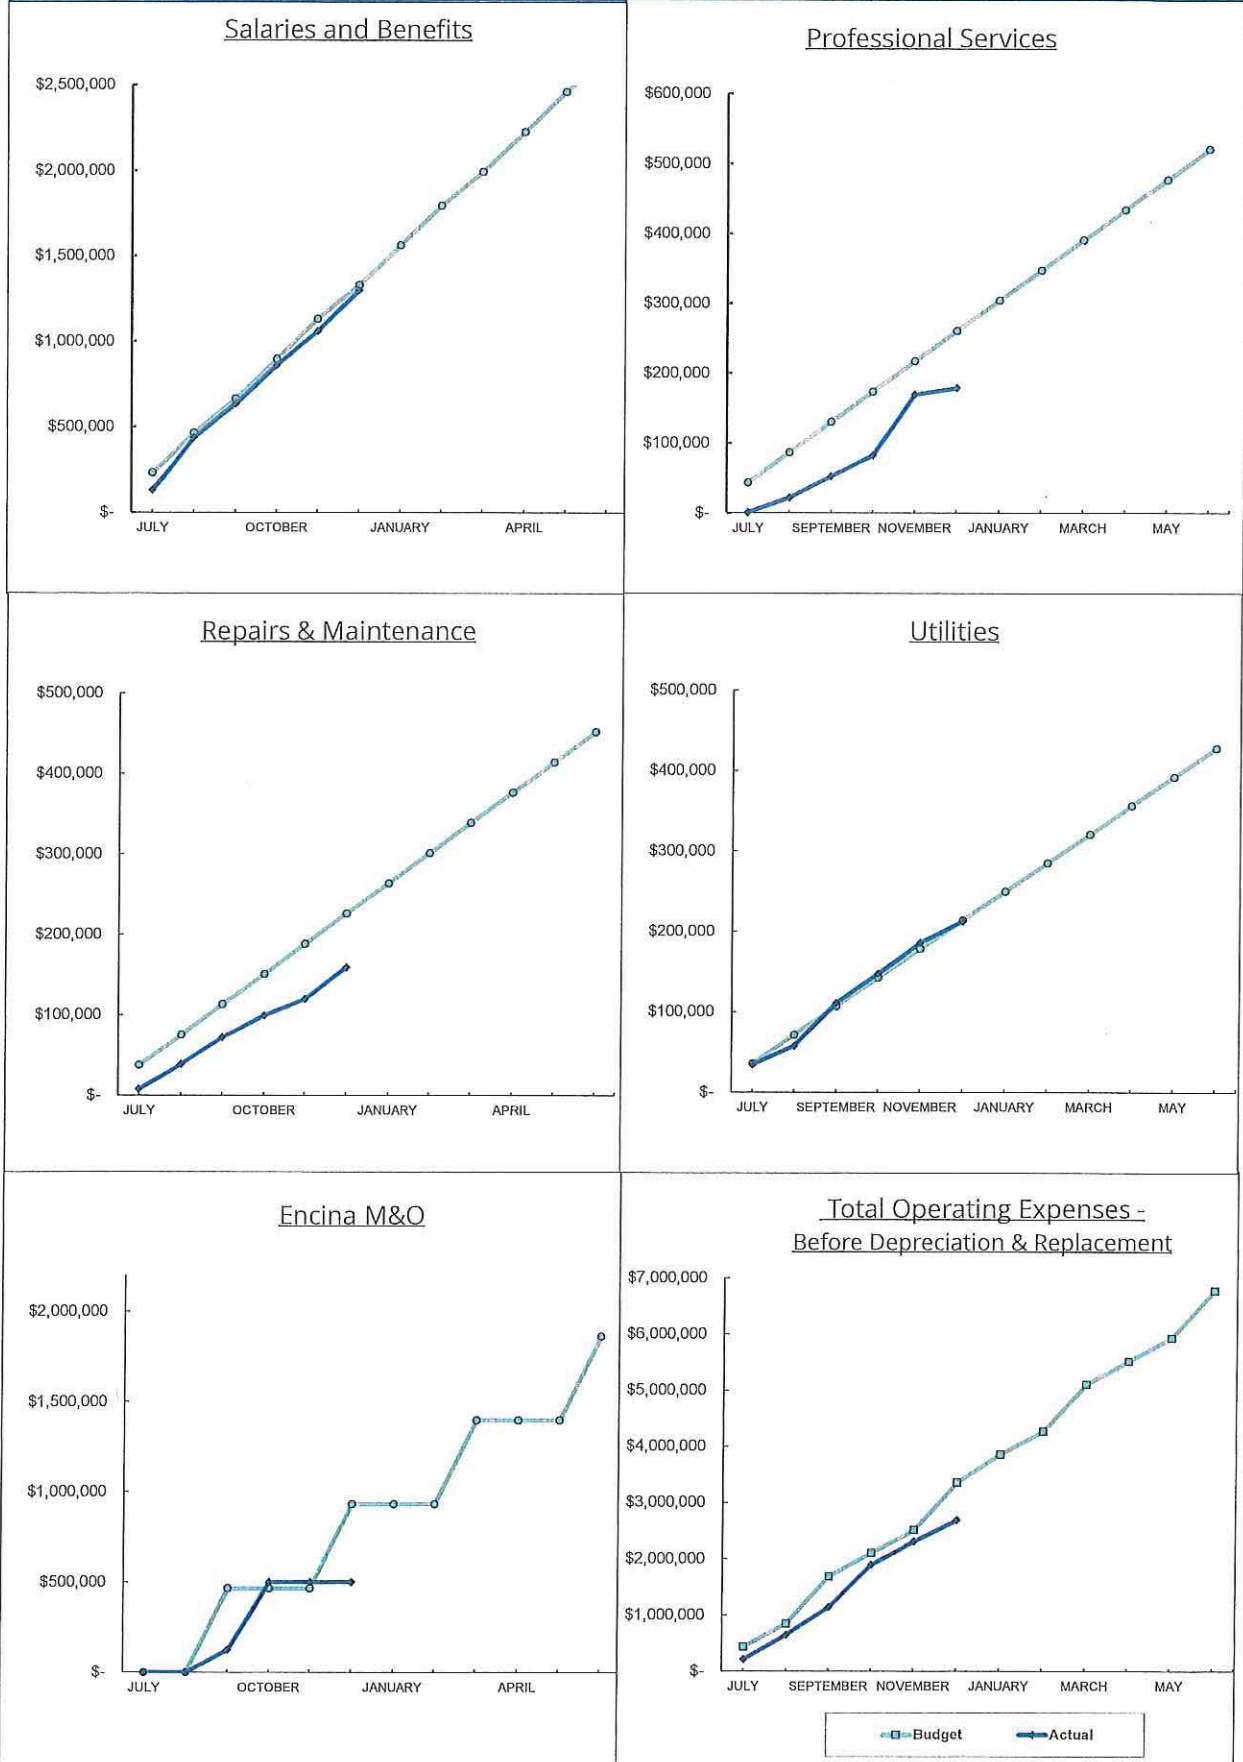 Salaries and Benefits
$2,500,000
$2,000,000
$1,500,000
$1,000,000
$500,000
$-
JULY OCTOBER JANUARY APRIL
Professional Services
$600,000
$500,000
$400,000
$300,000
$200,000
$100,000
$-
JULY SEPTEMBER NOVEMBER JANUARY MARCH MAY
Repairs & Maintenance
$500,000
$400,000
$300,000
$200,000
$100,000
$-
JULY OCTOBER JANUARY APRIL
Utilities
$500,000
$400,000
$300,000
$200,000
$100,000
$-
JULY SEPTEMBER NOVEMBER JANUARY MARCH MAY
Encina M&O
$2,000,000
$1,500,000
$1,000,000
$500,000
$-
JULY OCTOBER JANUARY APRIL
Total Operating Expenses -
Before Depreciation & Replacement
$7,000,000
$6,000,000
$5,000,000
$4,000,000
$3,000,000
$2,000,000
$1,000,000
$-
JULY SEPTEMBER NOVEMBER JANUARY MARCH MAY
Budget Actual